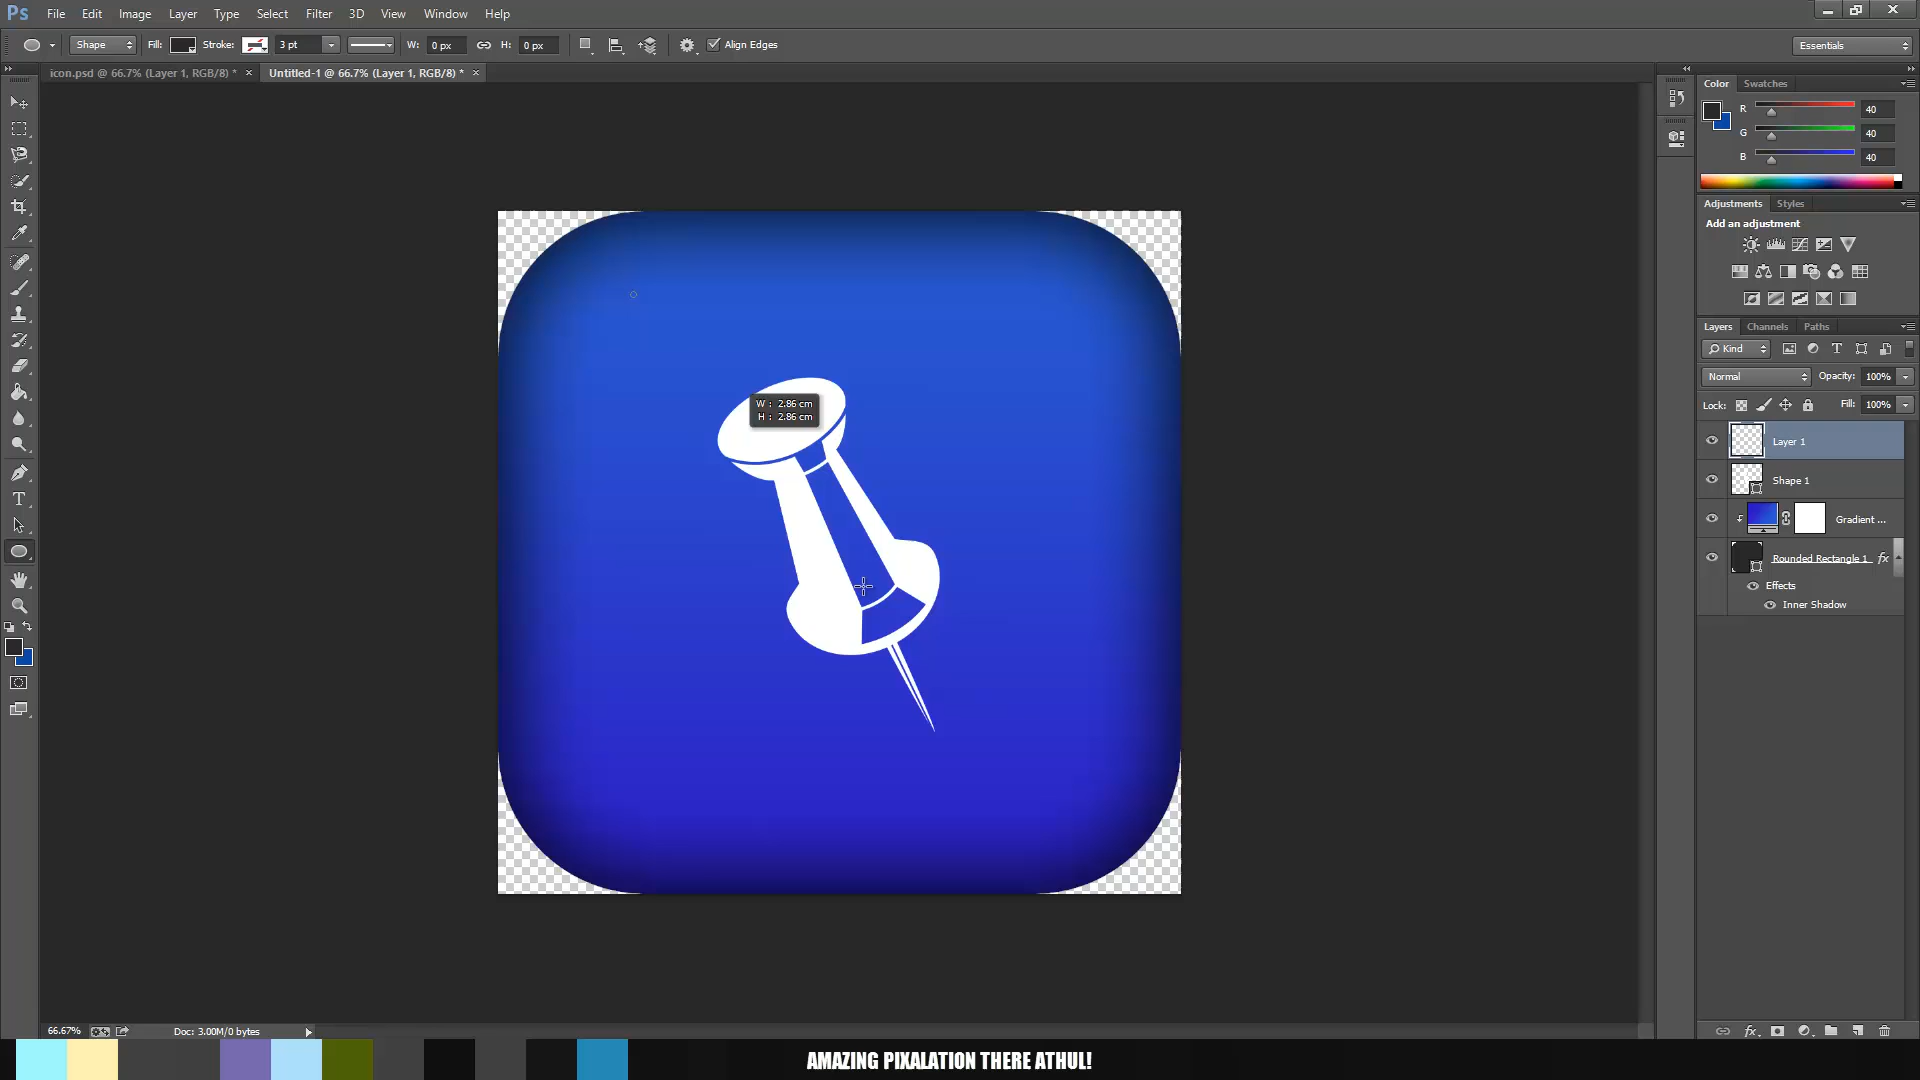 Ps File Edit Image Layer Type Select Filter 3D View Window Help
Shape Fill: Stroke: 3 pt W: 0 px H: 0 px Align Edges Essentials
icon.psd @ 66.7% (Layer 1, RGB/8) * × Untitled-1 @ 66.7% (Layer 1, RGB/8) * ×
Color Swatches
R 40
G 40
B 40
Adjustments Styles
Add an adjustment
Layers Channels Paths
Kind
Normal Opacity: 100%
Lock: Fill: 100%
Layer 1
Shape 1
Gradient ...
Rounded Rectangle 1 fx
Effects
Inner Shadow
W : 2.86 cm
H : 2.86 cm
66.67% Doc: 3.00M/0 bytes
AMAZING PIXALATION THERE ATHUL!